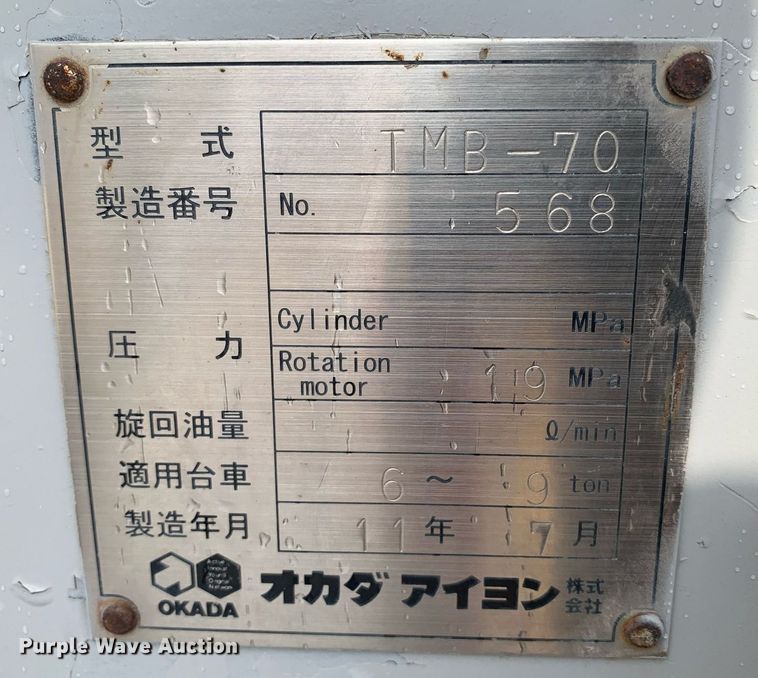 型 式 TMB-70
製造番号 No. 568
圧 力 Cylinder MPa
Rotation motor 19 MPa
旋回油量 ℓ/min
適用台車 6 ～ 9 ton
製造年月 11 年 7 月
OKADA オカダ アイヨン 株式会社
Purple Wave Auction